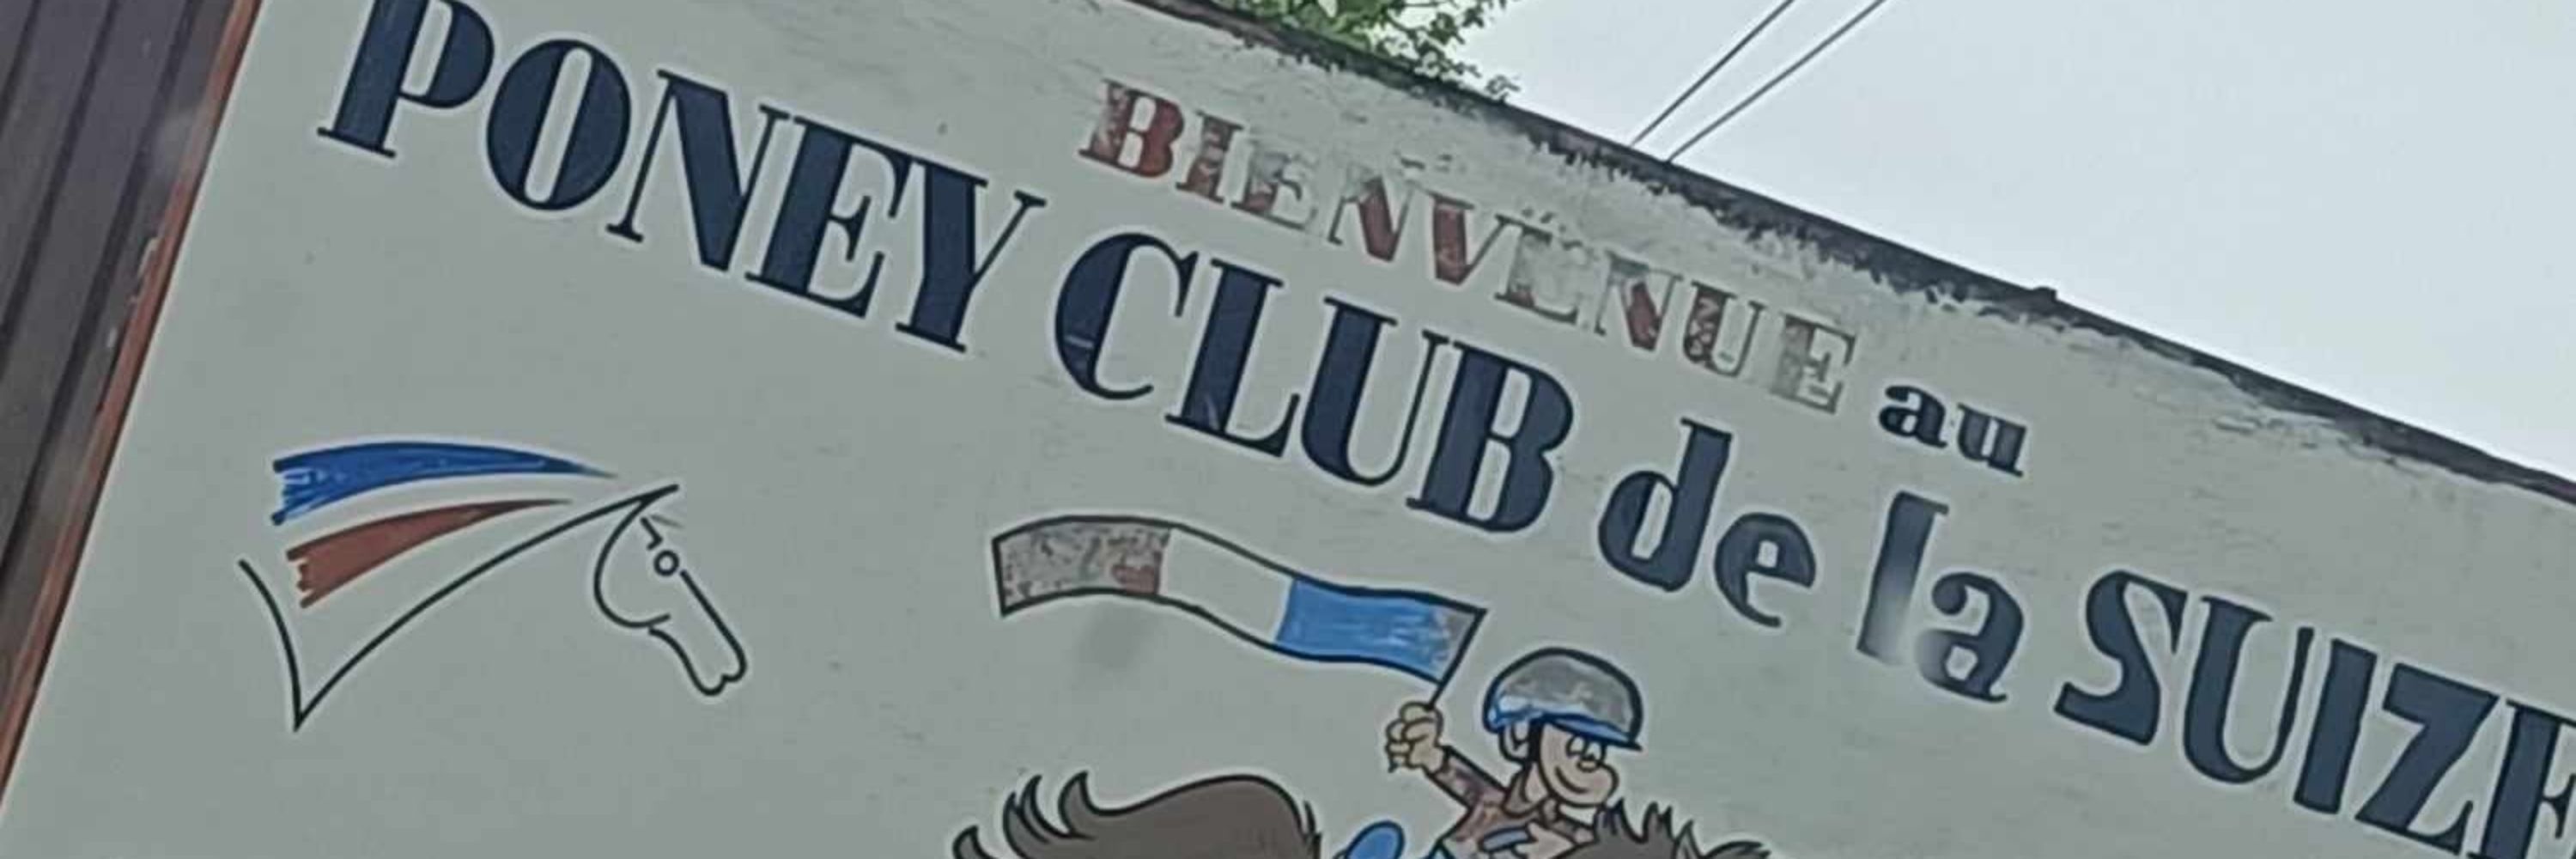 BIENVENUE au
PONEY CLUB de la SUIZE